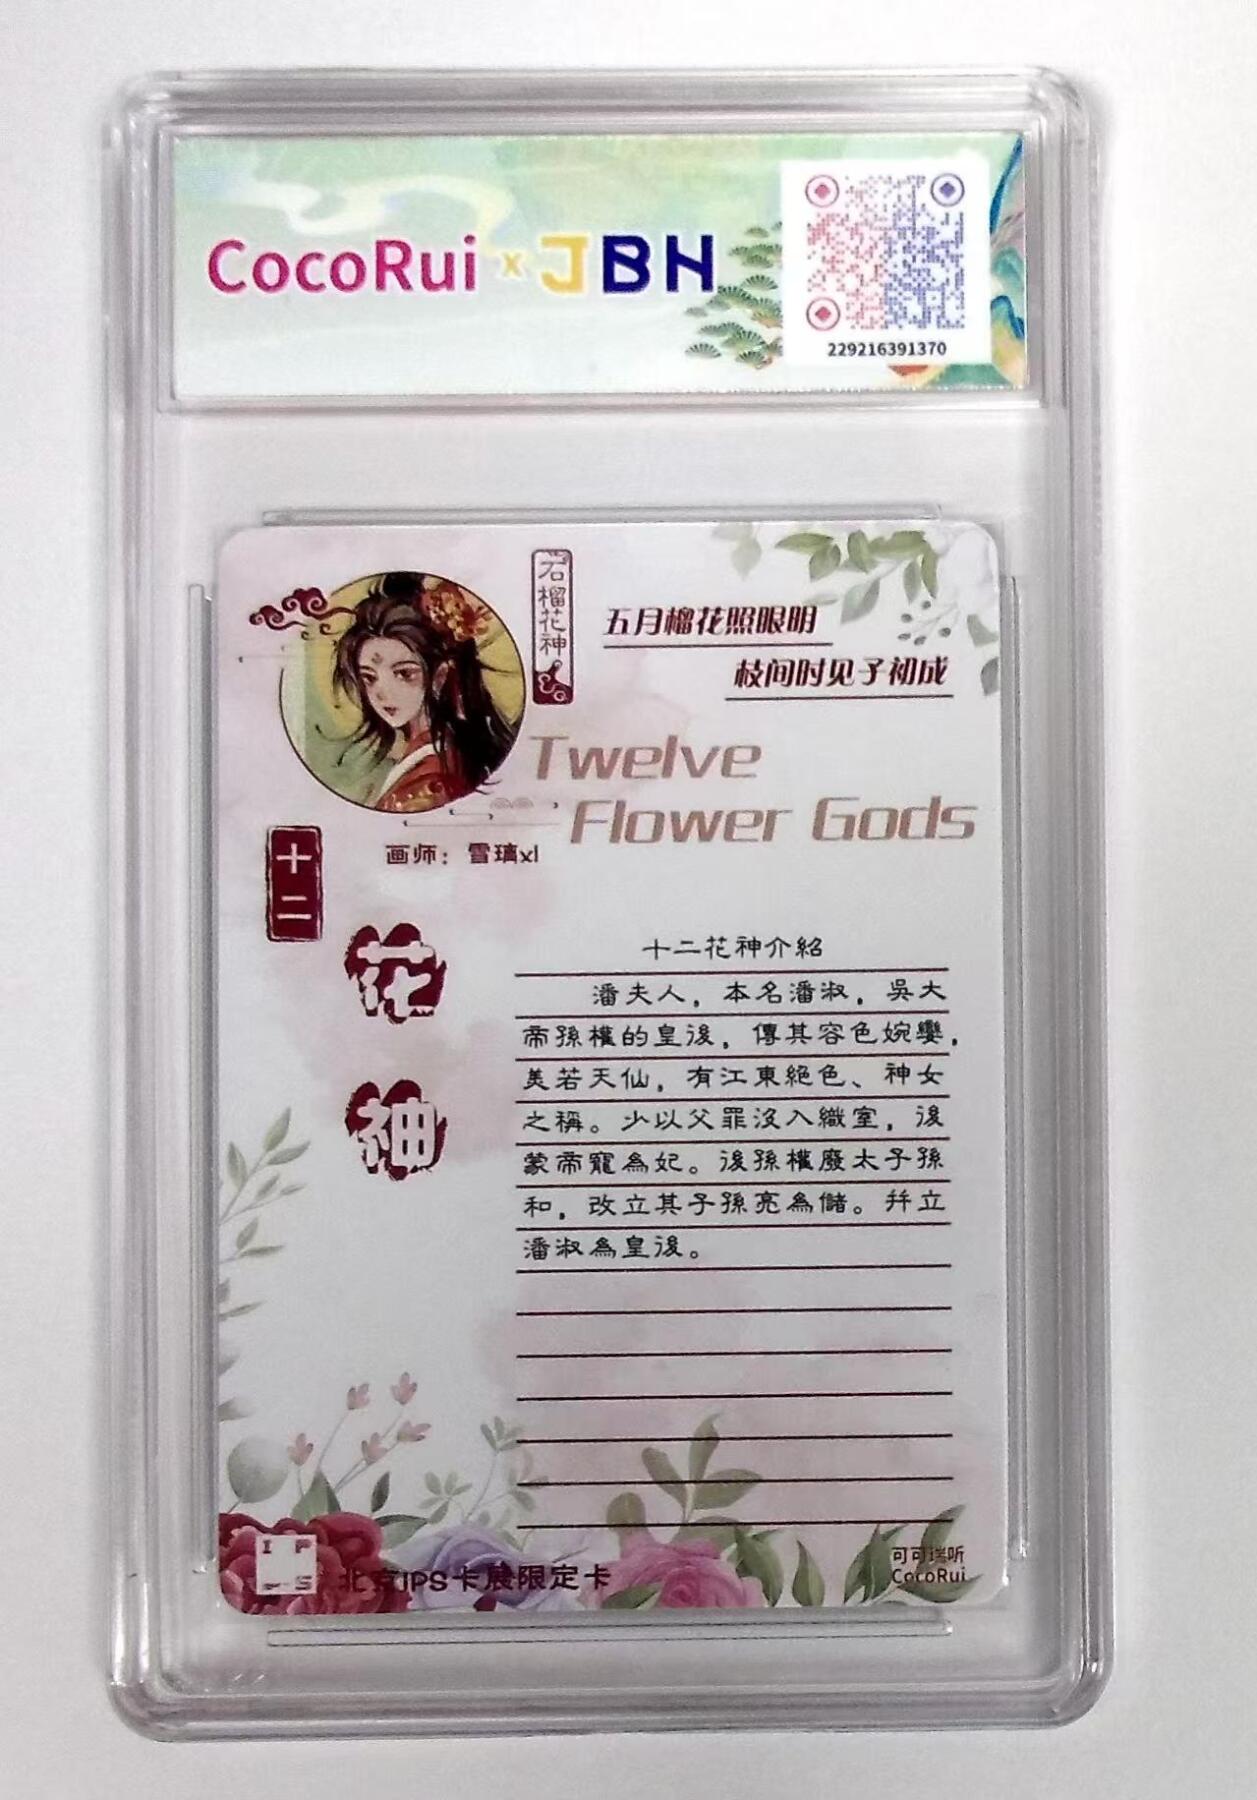 CocoRui x JBH
229216391370
石榴花神
五月榴花照眼明
枝间时见子初成
Twelve
Flower Gods
画师：雪璃xl
十二
花神
十二花神介紹
潘夫人，本名潘淑，吳大
帝孫權的皇後，傳其容色婉孌，
美若天仙，有江東絕色、神女
之稱。少以父罪沒入織室，後
蒙帝寵為妃。後孫權廢太子孫
和，改立其子孫亮為儲。并立
潘淑為皇後。
北京IPS卡展限定卡
可可瑞听
CocoRui